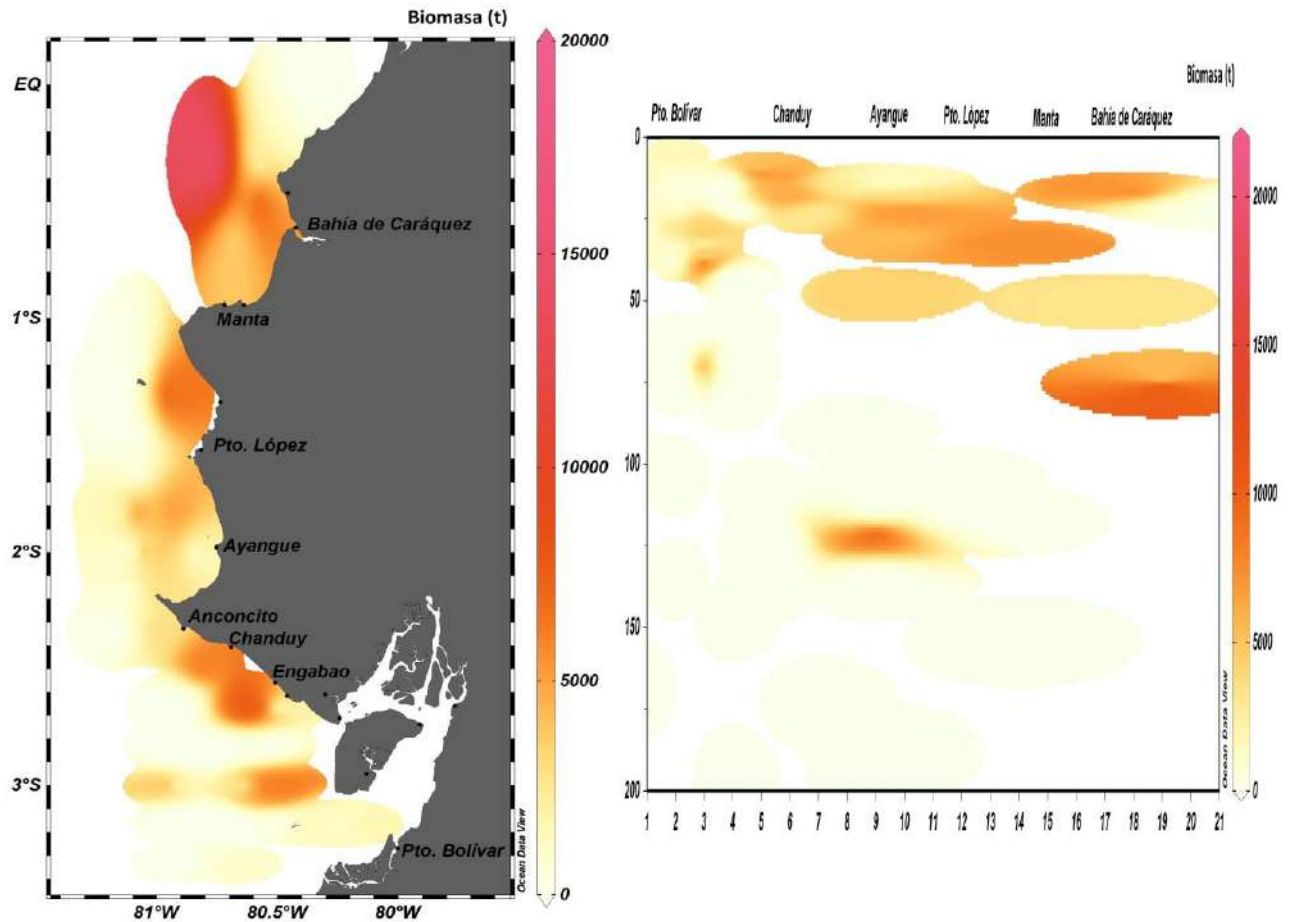 Biomasa (t)
20000
15000
10000
5000
0
EQ
1°S
2°S
3°S
Bahía de Caráquez
Manta
Pto. López
Ayangue
Anconcito
Chanduy
Engabao
Pto. Bolívar
Ocean Data View
81°W 80.5°W 80°W
Biomasa (t)
Pto. Bolívar Chanduy Ayangue Pto. López Manta Bahía de Caráquez
0
50
100
150
200
20000
15000
10000
5000
0
Ocean Data View
1 2 3 4 5 6 7 8 9 10 11 12 13 14 15 16 17 18 19 20 21